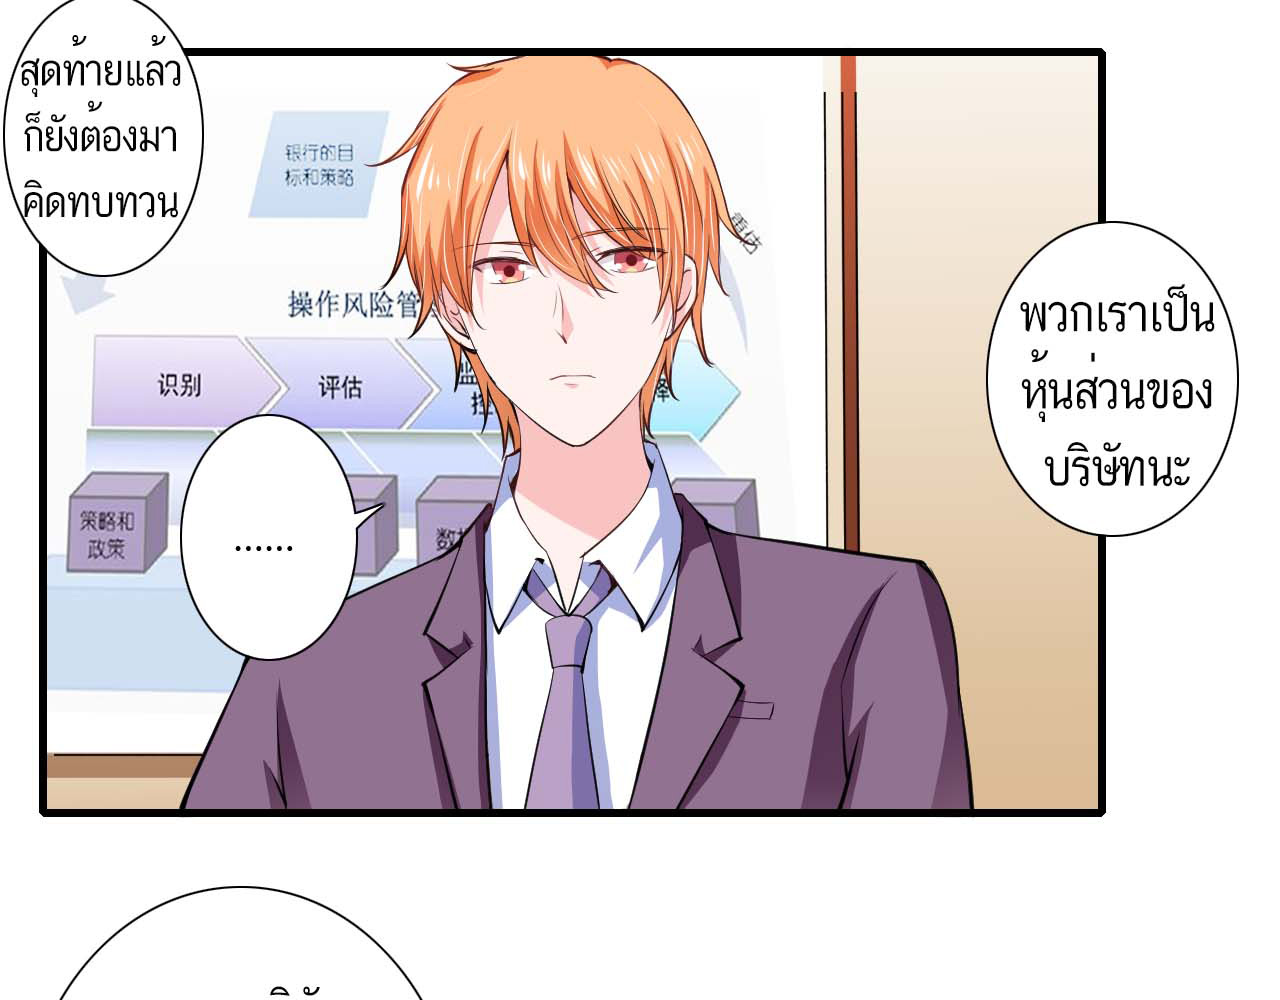 สุดท้ายแล้ว
ก็ยังต้องมา
คิดทบทวน
พวกเราเป็น
หุ้นส่วนของ
บริษัทนะ
......
银行的目
标和策略
操作风险管
识别
评估
监
控
策略和
政策